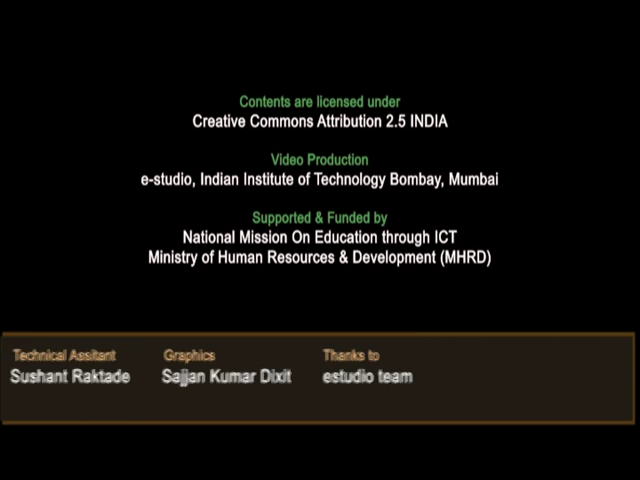 Contents are licensed under
Creative Commons Attribution 2.5 INDIA
Video Production
e-studio, Indian Institute of Technology Bombay, Mumbai
Supported & Funded by
National Mission On Education through ICT
Ministry of Human Resources & Development (MHRD)
Technical Assitant
Sushant Raktade
Graphics
Sajjan Kumar Dixit
Thanks to
estudio team